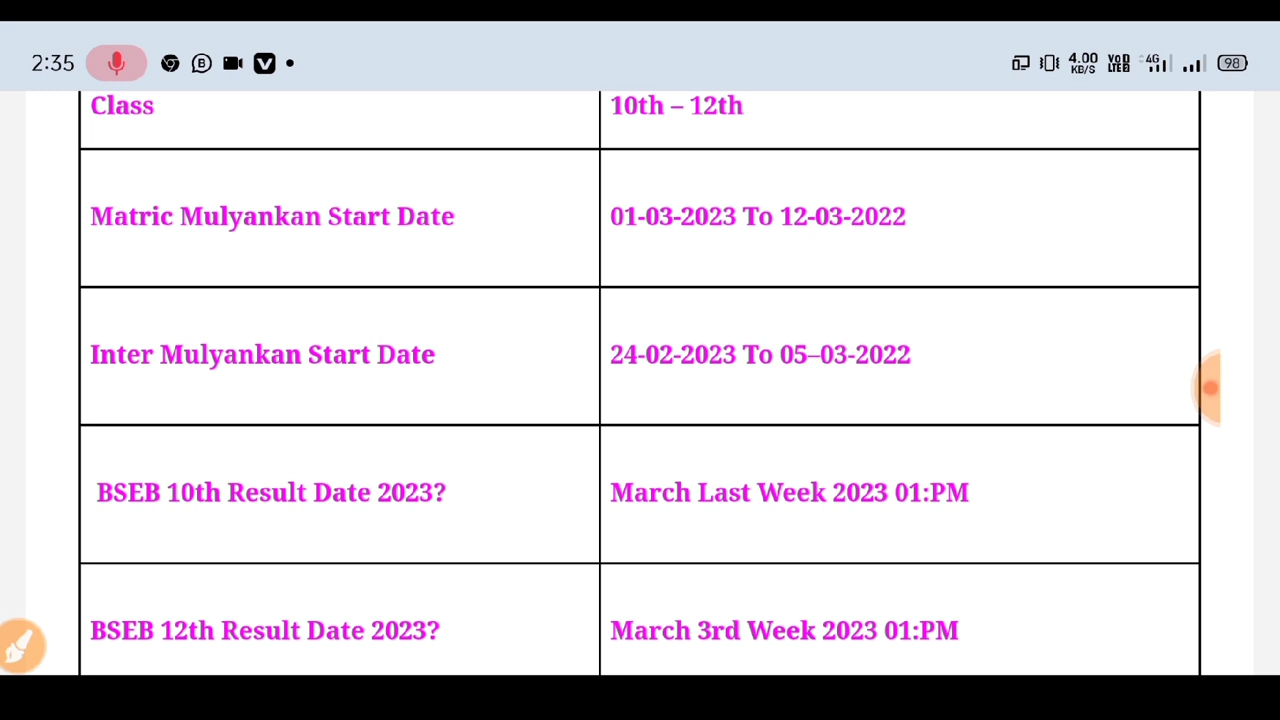 2:35 4.00 KB/S VoD LTE2 4G 98
Class 10th – 12th
Matric Mulyankan Start Date 01-03-2023 To 12-03-2022
Inter Mulyankan Start Date 24-02-2023 To 05–03-2022
BSEB 10th Result Date 2023? March Last Week 2023 01:PM
BSEB 12th Result Date 2023? March 3rd Week 2023 01:PM